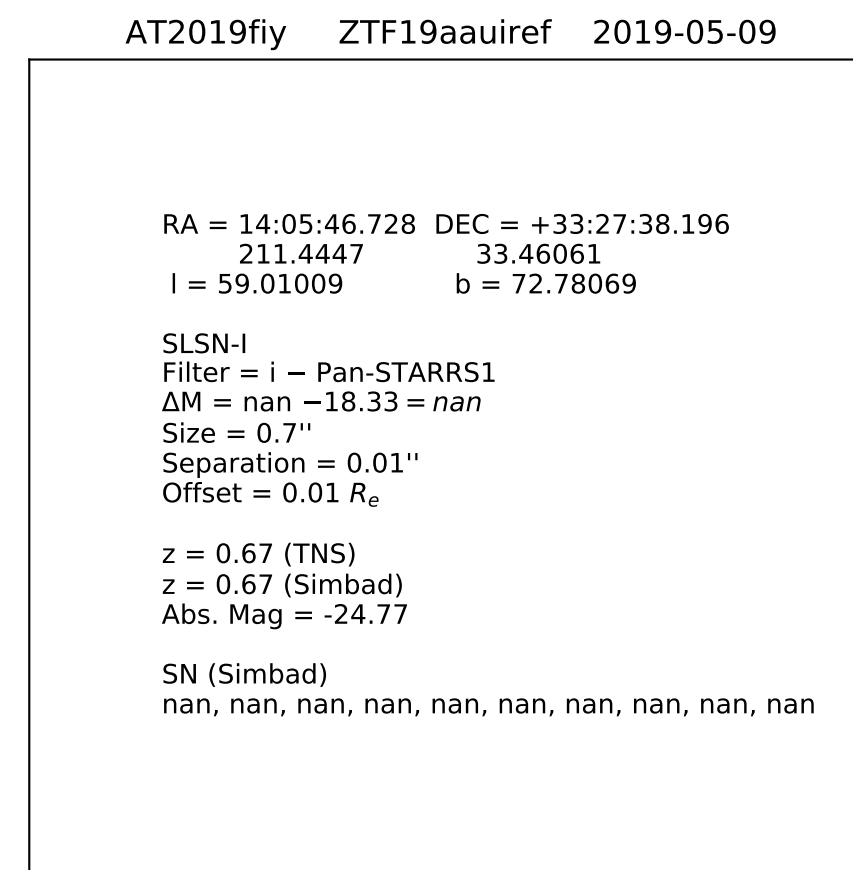 AT2019fiy ZTF19aauiref 2019-05-09
RA = 14:05:46.728 DEC = +33:27:38.196
211.4447 33.46061
l = 59.01009 b = 72.78069
SLSN-I
Filter = i − Pan-STARRS1
ΔM = nan −18.33 = nan
Size = 0.7''
Separation = 0.01''
Offset = 0.01 Rₑ
z = 0.67 (TNS)
z = 0.67 (Simbad)
Abs. Mag = -24.77
SN (Simbad)
nan, nan, nan, nan, nan, nan, nan, nan, nan, nan